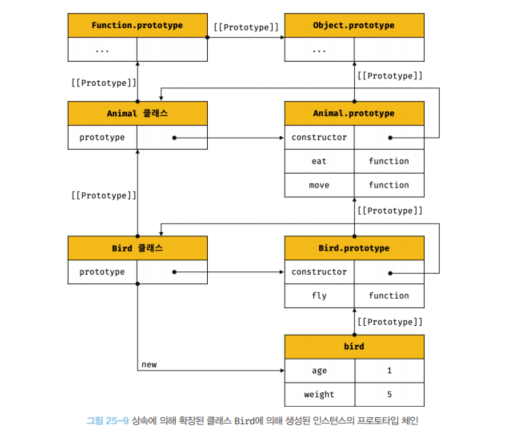 Function.prototype
[[Prototype]]
Object.prototype
...
...
[[Prototype]]
[[Prototype]]
Animal 클래스
Animal.prototype
prototype
constructor
eat function
move function
[[Prototype]]
[[Prototype]]
Bird 클래스
Bird.prototype
prototype
constructor
fly function
[[Prototype]]
new
bird
age 1
weight 5
그림 25-9 상속에 의해 확장된 클래스 Bird에 의해 생성된 인스턴스의 프로토타입 체인